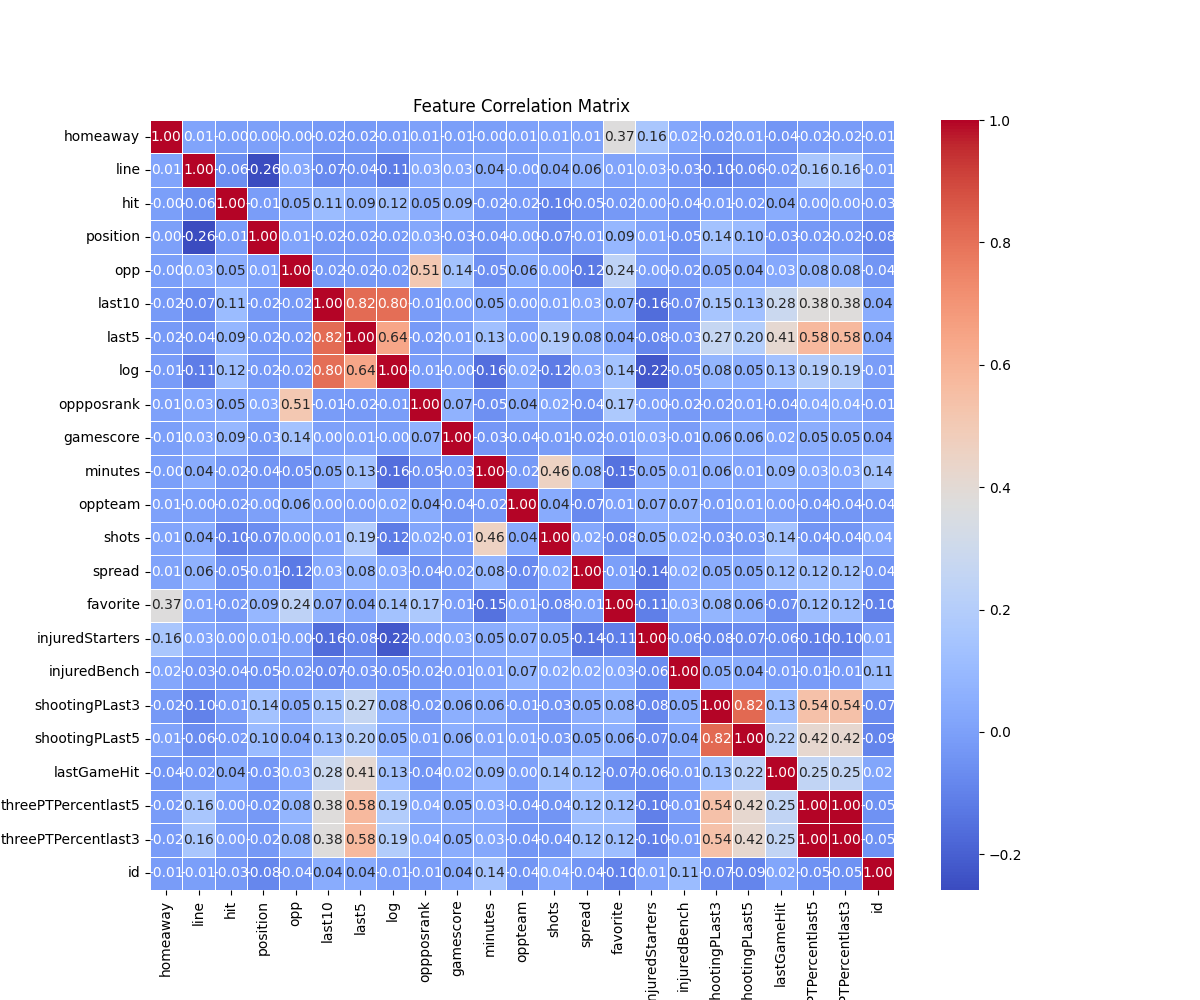 Feature Correlation Matrix
homeaway 1.00 0.01 -0.00 0.00 -0.00 -0.02 -0.02 -0.01 0.01 -0.01 -0.00 0.01 0.01 0.01 0.37 0.16 0.02 -0.02 0.01 -0.04 -0.02 -0.02 -0.01
line 0.01 1.00 -0.06 -0.26 0.03 -0.07 -0.04 -0.11 0.03 0.03 0.04 -0.00 0.04 0.06 0.01 0.03 -0.03 -0.10 -0.06 -0.02 0.16 0.16 -0.01
hit -0.00 -0.06 1.00 -0.01 0.05 0.11 0.09 0.12 0.05 0.09 -0.02 -0.02 -0.10 -0.05 -0.02 0.00 -0.04 -0.01 -0.02 0.04 0.00 0.00 -0.03
position 0.00 -0.26 -0.01 1.00 0.01 -0.02 -0.02 -0.02 0.03 -0.03 -0.04 -0.00 -0.07 -0.01 0.09 0.01 -0.05 0.14 0.10 -0.03 -0.02 -0.02 -0.08
opp -0.00 0.03 0.05 0.01 1.00 -0.02 -0.02 -0.02 0.51 0.14 -0.05 0.06 0.00 -0.12 0.24 -0.00 -0.02 0.05 0.04 0.03 0.08 0.08 -0.04
last10 -0.02 -0.07 0.11 -0.02 -0.02 1.00 0.82 0.80 -0.01 0.00 0.05 0.00 0.01 0.03 0.07 -0.16 -0.07 0.15 0.13 0.28 0.38 0.38 0.04
last5 -0.02 -0.04 0.09 -0.02 -0.02 0.82 1.00 0.64 -0.02 0.01 0.13 0.00 0.19 0.08 0.04 -0.08 -0.03 0.27 0.20 0.41 0.58 0.58 0.04
log -0.01 -0.11 0.12 -0.02 -0.02 0.80 0.64 1.00 -0.01 -0.00 -0.16 0.02 -0.12 0.03 0.14 -0.22 -0.05 0.08 0.05 0.13 0.19 0.19 -0.01
oppposrank 0.01 0.03 0.05 0.03 0.51 -0.01 -0.02 -0.01 1.00 0.07 -0.05 0.04 0.02 -0.04 0.17 -0.00 -0.02 -0.02 0.01 -0.04 0.04 0.04 -0.01
gamescore -0.01 0.03 0.09 -0.03 0.14 0.00 0.01 -0.00 0.07 1.00 -0.03 -0.04 -0.01 -0.02 -0.01 0.03 -0.01 0.06 0.06 0.02 0.05 0.05 0.04
minutes -0.00 0.04 -0.02 -0.04 -0.05 0.05 0.13 -0.16 -0.05 -0.03 1.00 -0.02 0.46 0.08 -0.15 0.05 0.01 0.06 0.01 0.09 0.03 0.03 0.14
oppteam 0.01 -0.00 -0.02 -0.00 0.06 0.00 0.00 0.02 0.04 -0.04 -0.02 1.00 0.04 -0.07 0.01 0.07 0.07 -0.01 0.01 0.00 -0.04 -0.04 -0.04
shots 0.01 0.04 -0.10 -0.07 0.00 0.01 0.19 -0.12 0.02 -0.01 0.46 0.04 1.00 0.02 -0.08 0.05 0.02 -0.03 -0.03 0.14 -0.04 -0.04 0.04
spread 0.01 0.06 -0.05 -0.01 -0.12 0.03 0.08 0.03 -0.04 -0.02 0.08 -0.07 0.02 1.00 -0.01 -0.14 0.02 0.05 0.05 0.12 0.12 0.12 -0.04
favorite 0.37 0.01 -0.02 0.09 0.24 0.07 0.04 0.14 0.17 -0.01 -0.15 0.01 -0.08 -0.01 1.00 -0.11 0.03 0.08 0.06 -0.07 0.12 0.12 -0.10
injuredStarters 0.16 0.03 0.00 0.01 -0.00 -0.16 -0.08 -0.22 -0.00 0.03 0.05 0.07 0.05 -0.14 -0.11 1.00 -0.06 -0.08 -0.07 -0.06 -0.10 -0.10 0.01
injuredBench 0.02 -0.03 -0.04 -0.05 -0.02 -0.07 -0.03 -0.05 -0.02 -0.01 0.01 0.07 0.02 0.02 0.03 -0.06 1.00 0.05 0.04 -0.01 -0.01 -0.01 0.11
shootingPLast3 -0.02 -0.10 -0.01 0.14 0.05 0.15 0.27 0.08 -0.02 0.06 0.06 -0.01 -0.03 0.05 0.08 -0.08 0.05 1.00 0.82 0.13 0.54 0.54 -0.07
shootingPLast5 0.01 -0.06 -0.02 0.10 0.04 0.13 0.20 0.05 0.01 0.06 0.01 0.01 -0.03 0.05 0.06 -0.07 0.04 0.82 1.00 0.22 0.42 0.42 -0.09
lastGameHit -0.04 -0.02 0.04 -0.03 0.03 0.28 0.41 0.13 -0.04 0.02 0.09 0.00 0.14 0.12 -0.07 -0.06 -0.01 0.13 0.22 1.00 0.25 0.25 0.02
threePTPercentlast5 -0.02 0.16 0.00 -0.02 0.08 0.38 0.58 0.19 0.04 0.05 0.03 -0.04 -0.04 0.12 0.12 -0.10 -0.01 0.54 0.42 0.25 1.00 1.00 -0.05
threePTPercentlast3 -0.02 0.16 0.00 -0.02 0.08 0.38 0.58 0.19 0.04 0.05 0.03 -0.04 -0.04 0.12 0.12 -0.10 -0.01 0.54 0.42 0.25 1.00 1.00 -0.05
id -0.01 -0.01 -0.03 -0.08 -0.04 0.04 0.04 -0.01 -0.01 0.04 0.14 -0.04 0.04 -0.04 -0.10 0.01 0.11 -0.07 -0.09 0.02 -0.05 -0.05 1.00
homeaway
line
hit
position
opp
last10
last5
log
oppposrank
gamescore
minutes
oppteam
shots
spread
favorite
njuredStarters
injuredBench
hootingPLast3
hootingPLast5
lastGameHit
PTPercentlast5
PTPercentlast3
id
1.0
0.8
0.6
0.4
0.2
0.0
−0.2